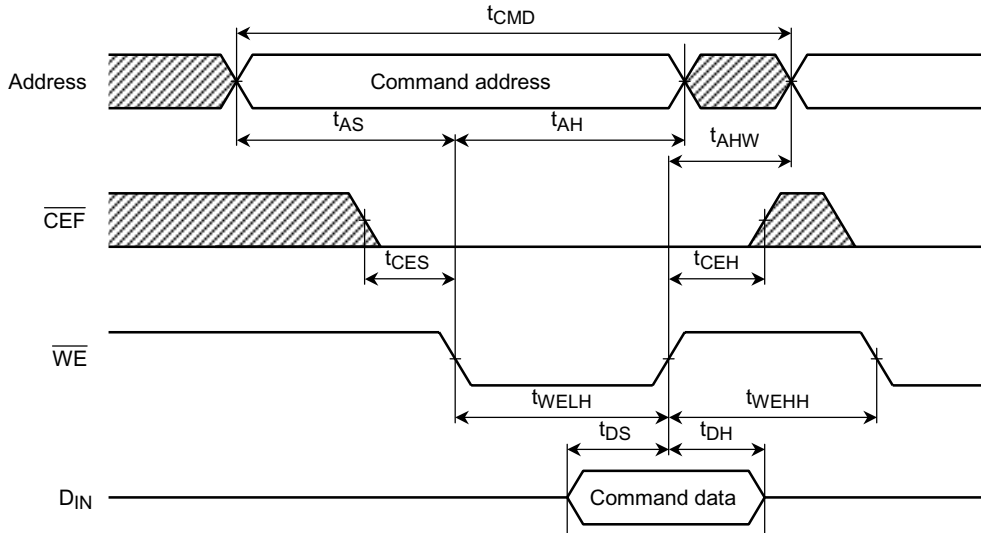 tCMD
Address
Command address
tAS
tAH
tAHW
CEF
tCES
tCEH
WE
tWELH
tWEHH
tDS
tDH
DIN
Command data